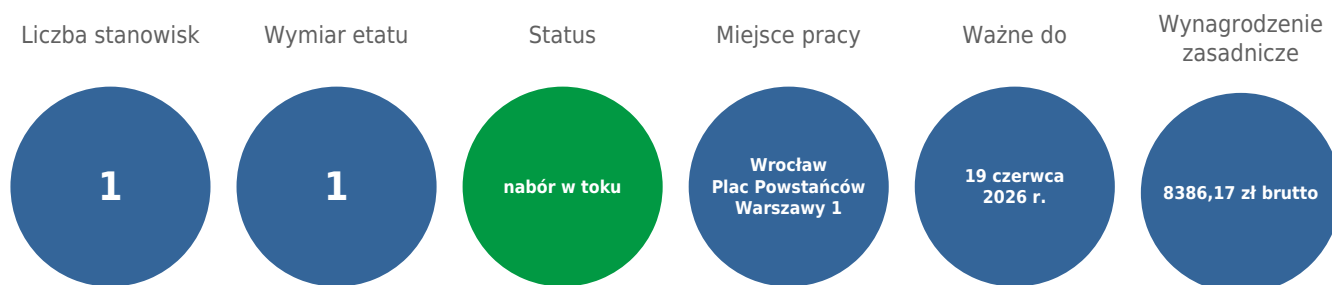 Liczba stanowisk
1
Wymiar etatu
1
Status
nabór w toku
Miejsce pracy
Wrocław
Plac Powstańców
Warszawy 1
Ważne do
19 czerwca
2026 r.
Wynagrodzenie
zasadnicze
8386,17 zł brutto